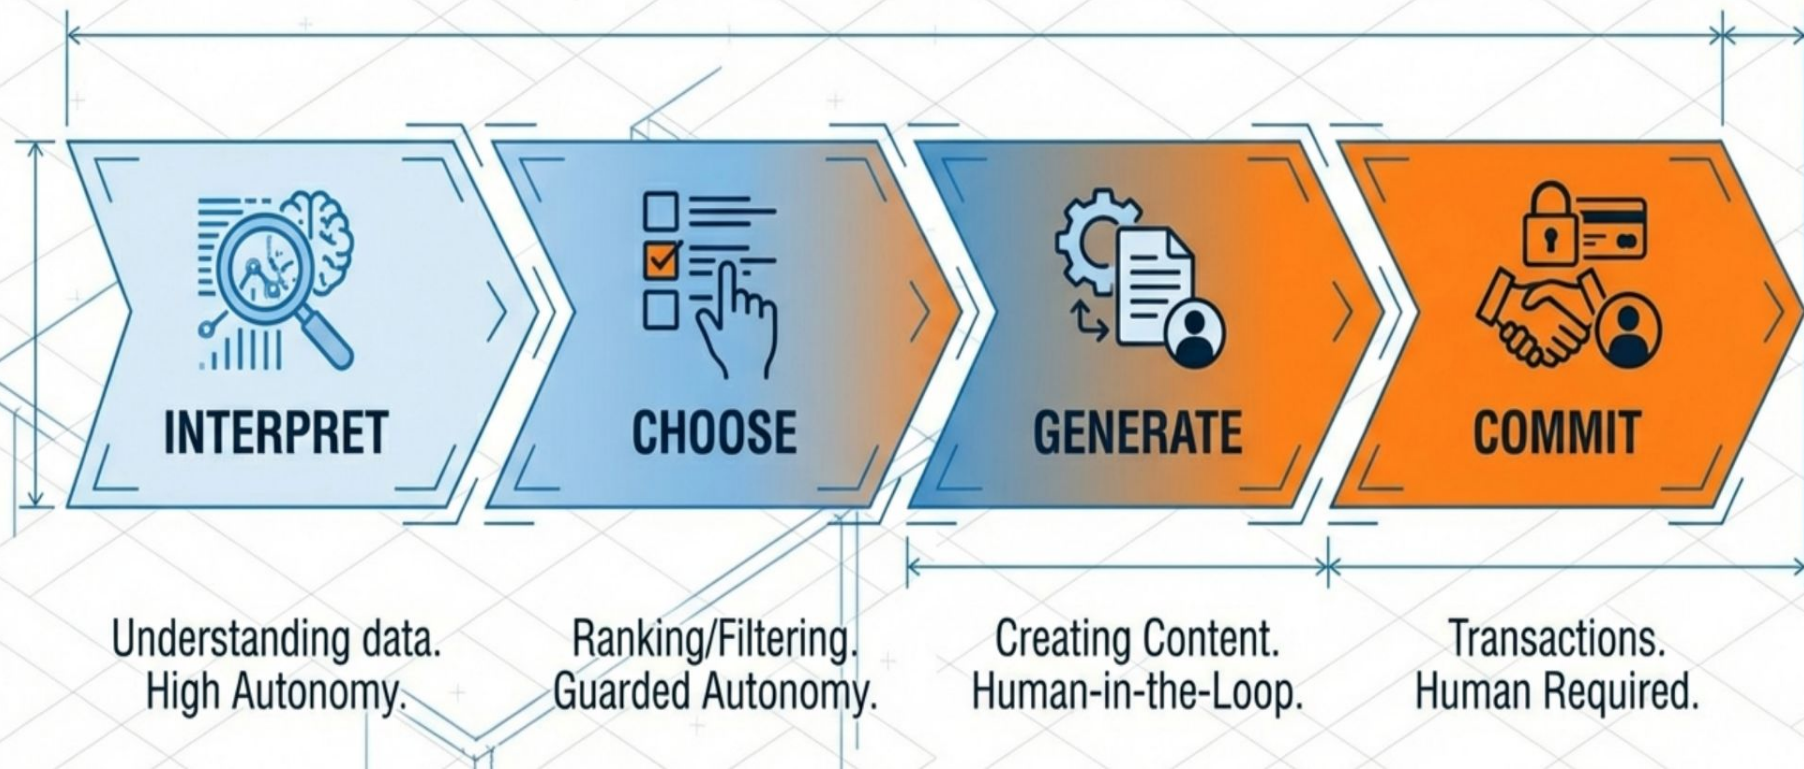 INTERPRET
CHOOSE
GENERATE
COMMIT
Understanding data.
High Autonomy.
Ranking/Filtering.
Guarded Autonomy.
Creating Content.
Human-in-the-Loop.
Transactions.
Human Required.